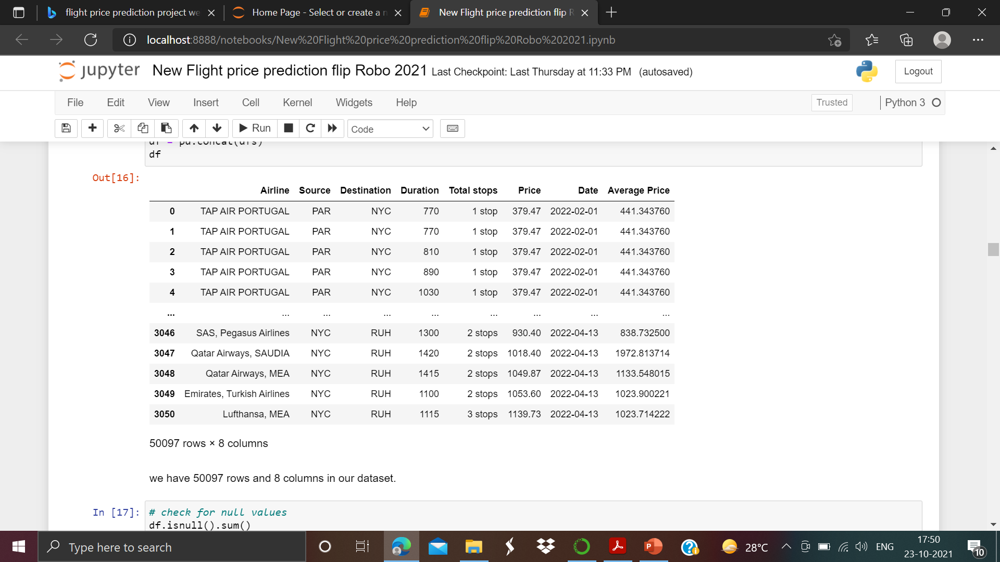 flight price prediction project we
Home Page - Select or create a n
New Flight price prediction flip R
localhost:8888/notebooks/New%20Flight%20price%20prediction%20flip%20Robo%202021.ipynb
jupyter New Flight price prediction flip Robo 2021 Last Checkpoint: Last Thursday at 11:33 PM (autosaved)
Logout
File Edit View Insert Cell Kernel Widgets Help
Trusted
Python 3
Run
Code
df = pd.concat(dfs)
df
Out[16]:
Airline Source Destination Duration Total stops Price Date Average Price
0 TAP AIR PORTUGAL PAR NYC 770 1 stop 379.47 2022-02-01 441.343760
1 TAP AIR PORTUGAL PAR NYC 770 1 stop 379.47 2022-02-01 441.343760
2 TAP AIR PORTUGAL PAR NYC 810 1 stop 379.47 2022-02-01 441.343760
3 TAP AIR PORTUGAL PAR NYC 890 1 stop 379.47 2022-02-01 441.343760
4 TAP AIR PORTUGAL PAR NYC 1030 1 stop 379.47 2022-02-01 441.343760
... ... ... ... ... ... ... ... ...
3046 SAS, Pegasus Airlines NYC RUH 1300 2 stops 930.40 2022-04-13 838.732500
3047 Qatar Airways, SAUDIA NYC RUH 1420 2 stops 1018.40 2022-04-13 1972.813714
3048 Qatar Airways, MEA NYC RUH 1415 2 stops 1049.87 2022-04-13 1133.548015
3049 Emirates, Turkish Airlines NYC RUH 1100 2 stops 1053.60 2022-04-13 1023.900221
3050 Lufthansa, MEA NYC RUH 1115 3 stops 1139.73 2022-04-13 1023.714222
50097 rows × 8 columns
we have 50097 rows and 8 columns in our dataset.
In [17]: # check for null values
df.isnull().sum()
Type here to search
28°C
ENG
17:50
23-10-2021
10